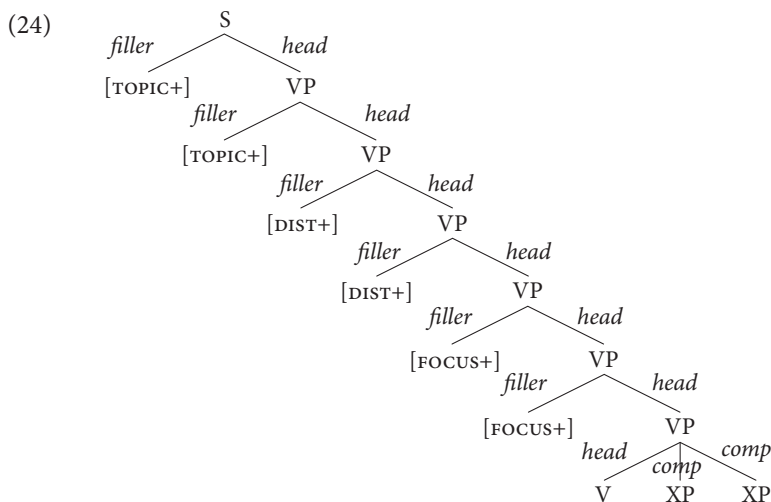 (24) S
filler head
[TOPIC+] VP
filler head
[TOPIC+] VP
filler head
[DIST+] VP
filler head
[DIST+] VP
filler head
[FOCUS+] VP
filler head
[FOCUS+] VP
head comp comp
V XP XP